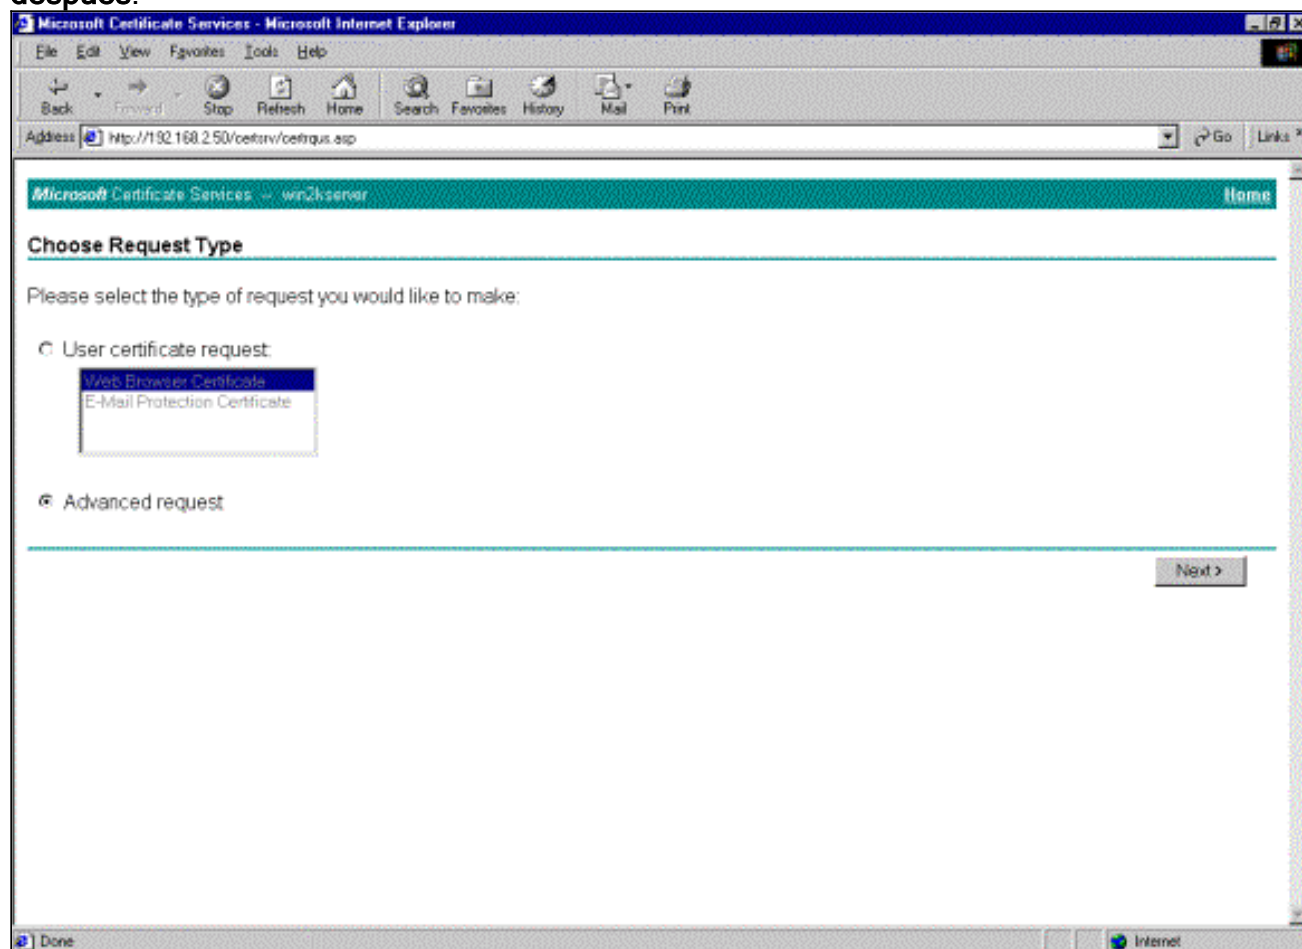 después.
Microsoft Certificate Services - Microsoft Internet Explorer
File Edit View Favorites Tools Help
Back Forward Stop Refresh Home Search Favorites History Mail Print
Address http://192.168.2.50/certsrv/certrqus.asp Go Links »
Microsoft Certificate Services -- win2kserver Home
Choose Request Type
Please select the type of request you would like to make:
User certificate request:
Web Browser Certificate
E-Mail Protection Certificate
Advanced request
Next >
Done Internet